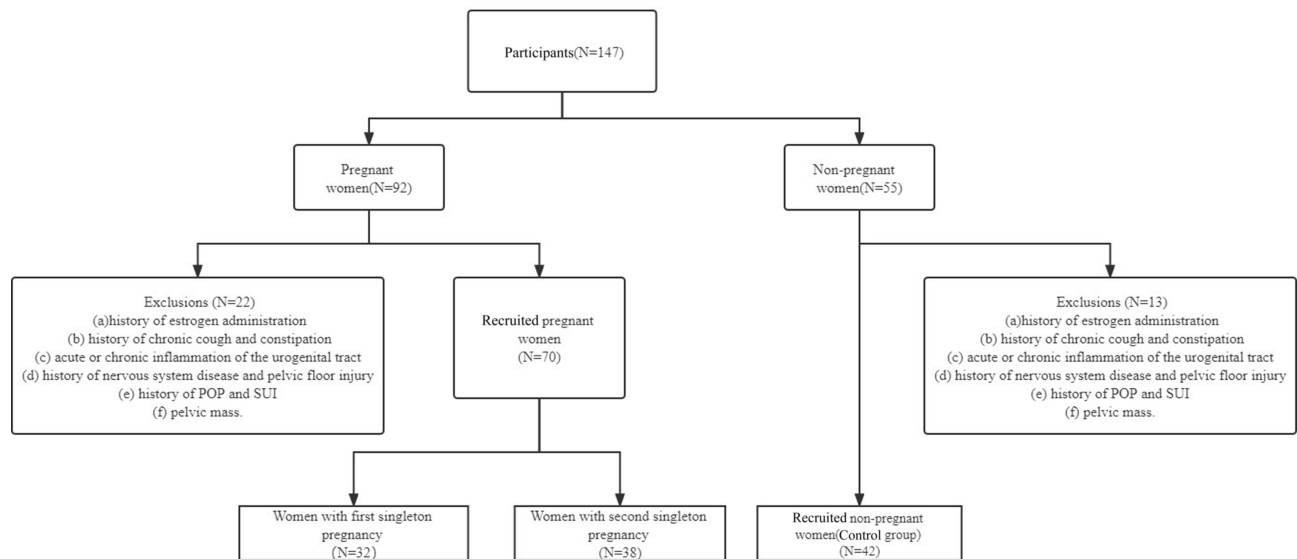 Participants(N=147)
Pregnant
women(N=92)
Non-pregnant
women(N=55)
Exclusions (N=22)
(a)history of estrogen administration
(b) history of chronic cough and constipation
(c) acute or chronic inflammation of the urogenital tract
(d) history of nervous system disease and pelvic floor injury
(e) history of POP and SUI
(f) pelvic mass.
Recruited pregnant
women
(N=70)
Exclusions (N=13)
(a)history of estrogen administration
(b) history of chronic cough and constipation
(c) acute or chronic inflammation of the urogenital tract
(d) history of nervous system disease and pelvic floor injury
(e) history of POP and SUI
(f) pelvic mass.
Women with first singleton
pregnancy
(N=32)
Women with second singleton
pregnancy
(N=38)
Recruited non-pregnant
women(Control group)
(N=42)